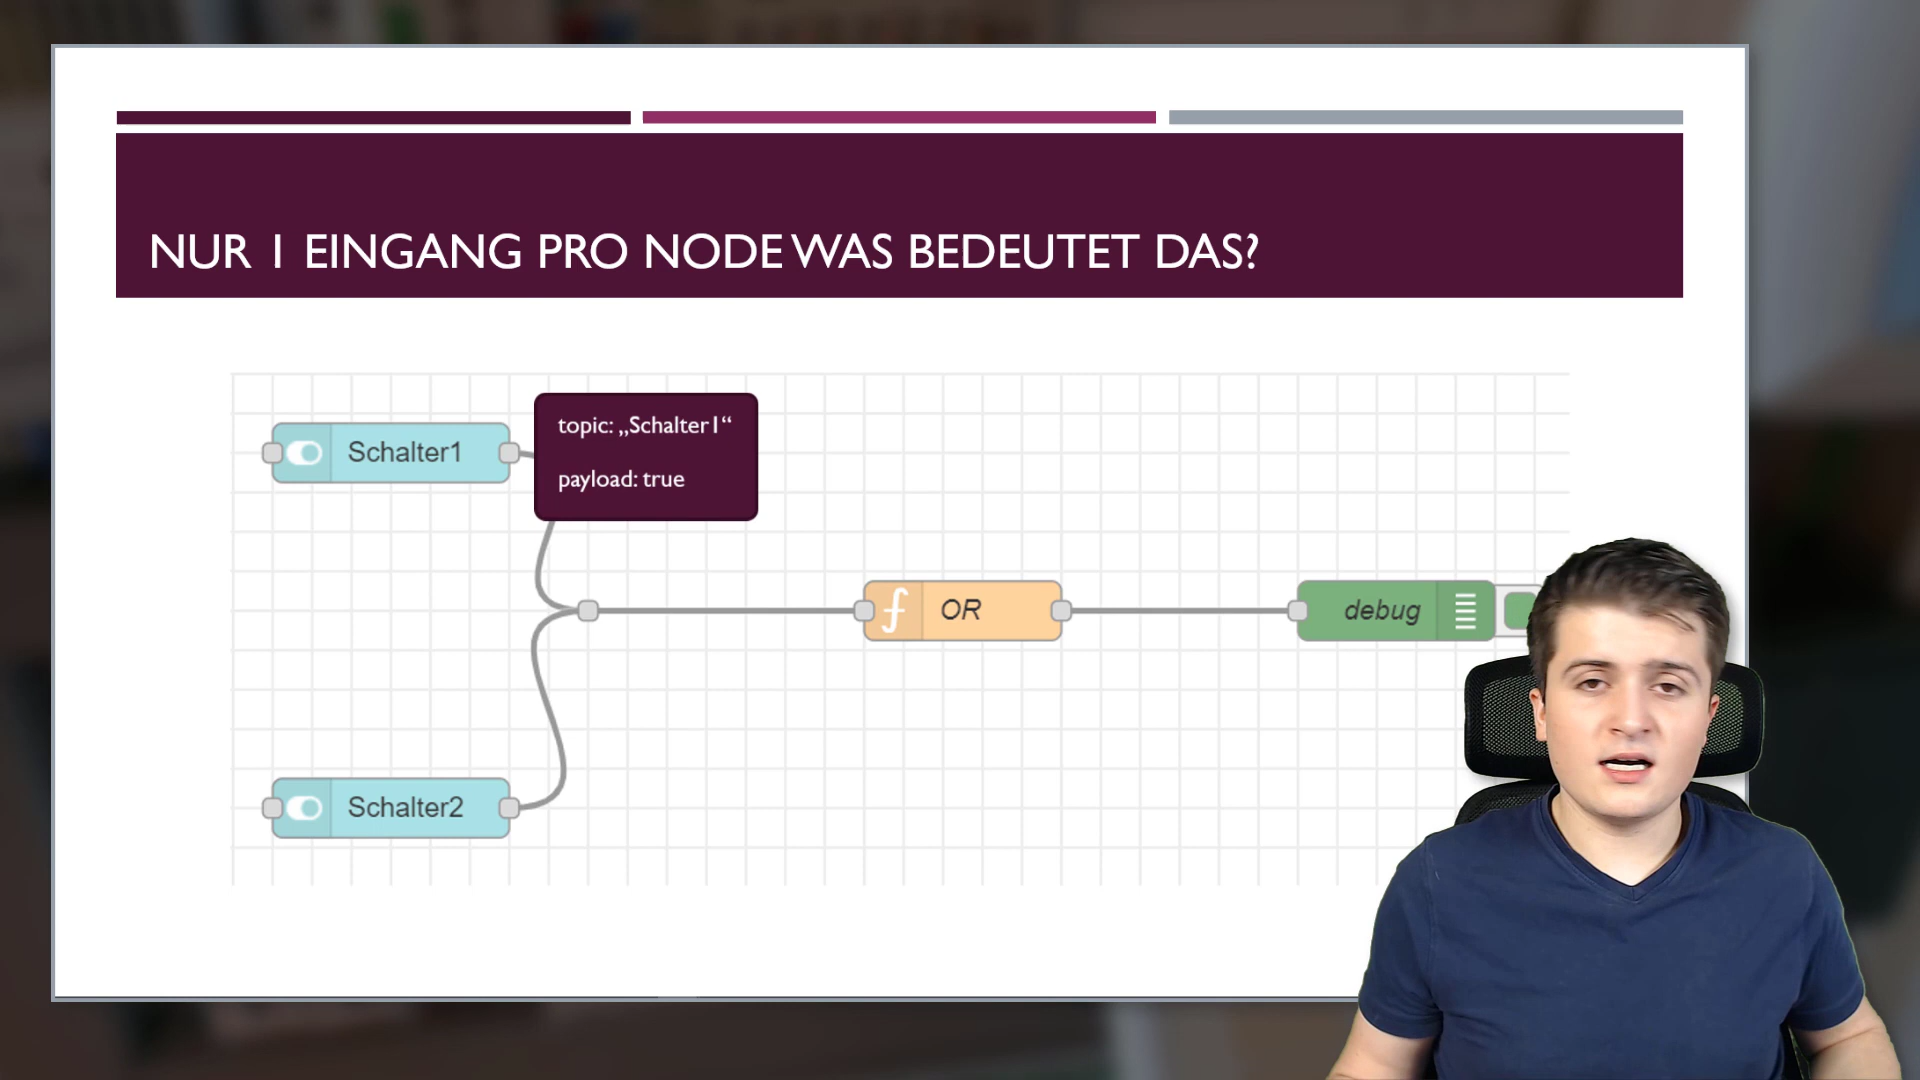 NUR 1 EINGANG PRO NODE WAS BEDEUTET DAS?
topic: „Schalter1“
Schalter1
payload: true
OR
debug
Schalter2